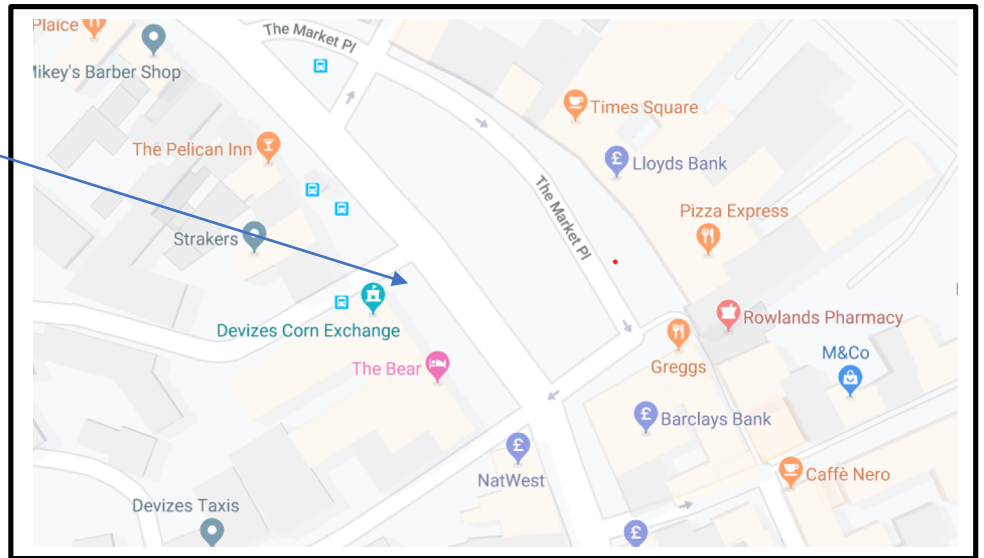 Plaice
The Market Pl
Mikey's Barber Shop
Times Square
The Pelican Inn
Lloyds Bank
The Market Pl
Pizza Express
Strakers
Devizes Corn Exchange
Rowlands Pharmacy
The Bear
Greggs
M&Co
Barclays Bank
NatWest
Caffè Nero
Devizes Taxis